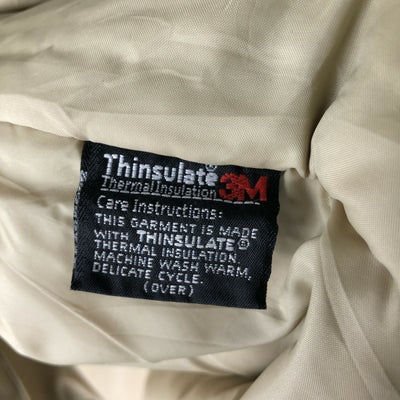 Thinsulate® 3M
Thermal Insulation
Care Instructions:
THIS GARMENT IS MADE
WITH THINSULATE®
THERMAL INSULATION.
MACHINE WASH WARM,
DELICATE CYCLE.
(OVER)